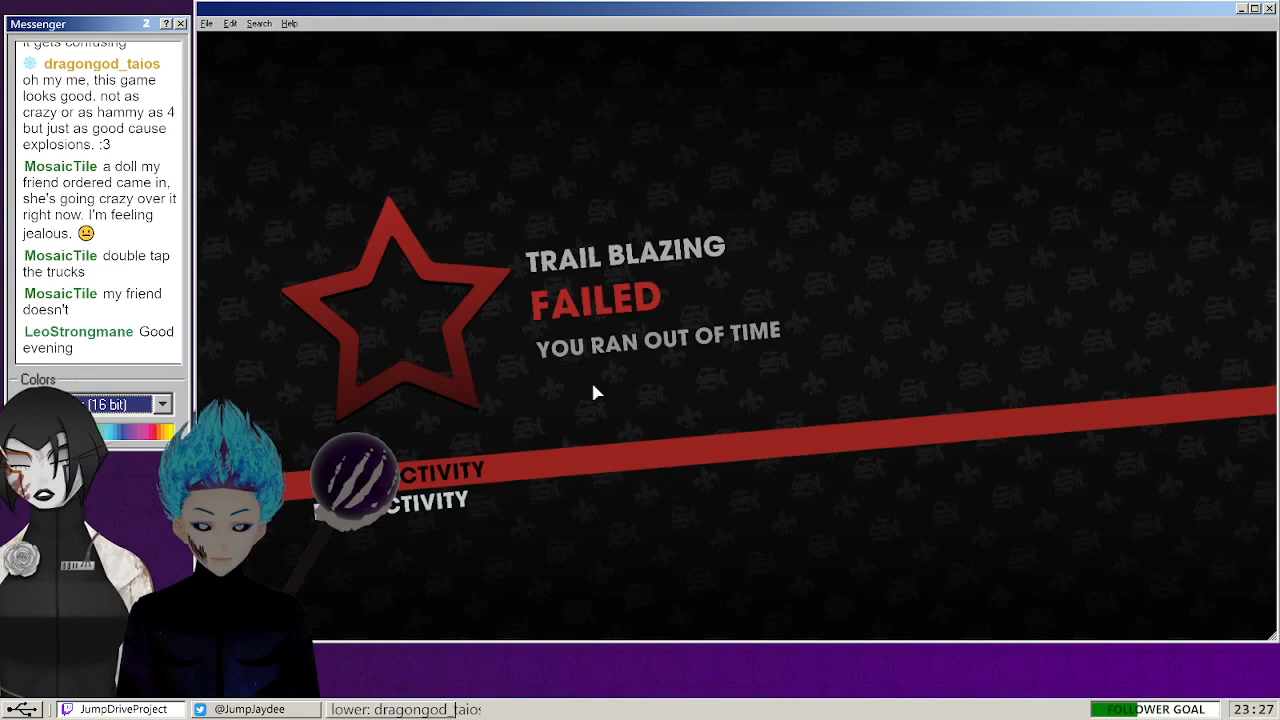 Messenger 2
File Edit Search Help
it gets confusing
dragongod_taios
oh my me, this game
looks good. not as
crazy or as hammy as 4
but just as good cause
explosions. :3
MosaicTile a doll my
friend ordered came in,
she's going crazy over it
right now. I'm feeling
jealous.
MosaicTile double tap
the trucks
MosaicTile my friend
doesn't
LeoStrongmane Good
evening
Colors
(16 bit)
TRAIL BLAZING
FAILED
YOU RAN OUT OF TIME
CTIVITY
CTIVITY
JumpDriveProject
@JumpJaydee
lower: dragongod_taios
FOLLOWER GOAL
23:27